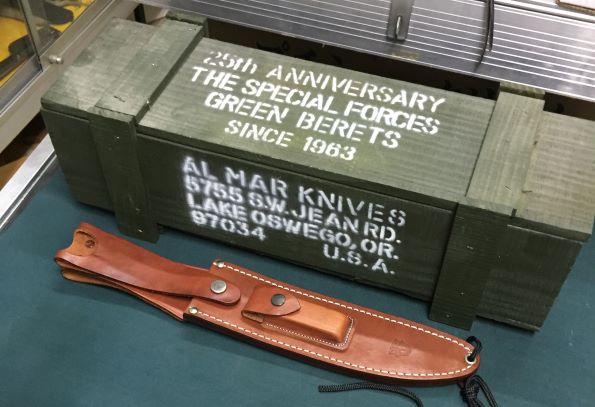 25th ANNIVERSARY
THE SPECIAL FORCES
GREEN BERETS
SINCE 1963
AL MAR KNIVES
5755 S.W. JEAN RD.
LAKE OSWEGO, OR.
97034 U.S.A.